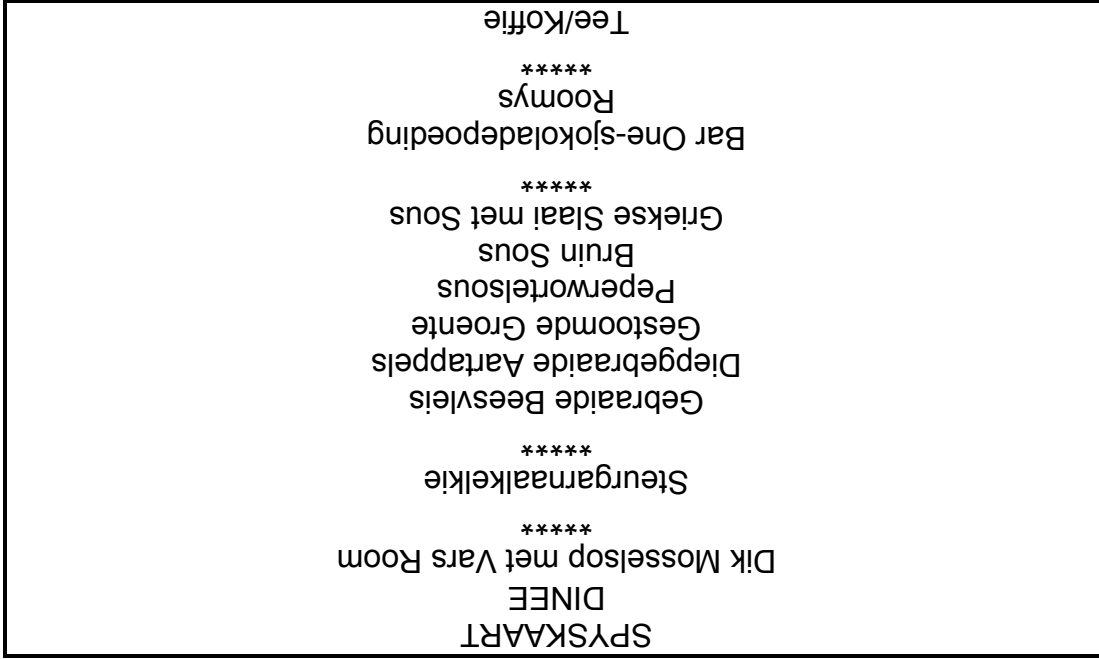 SPYSKAART
DINEE
Dik Mosselsop met Vars Room
*****
Steurgarnaalkelkie
*****
Gebraaide Beesvleis
Diepgebraaide Aartappels
Gestoomde Groente
Peperwortelsous
Bruin Sous
Griekse Slaai met Sous
*****
Bar One-sjokoladepoeding
Roomys
*****
Tee/Koffie